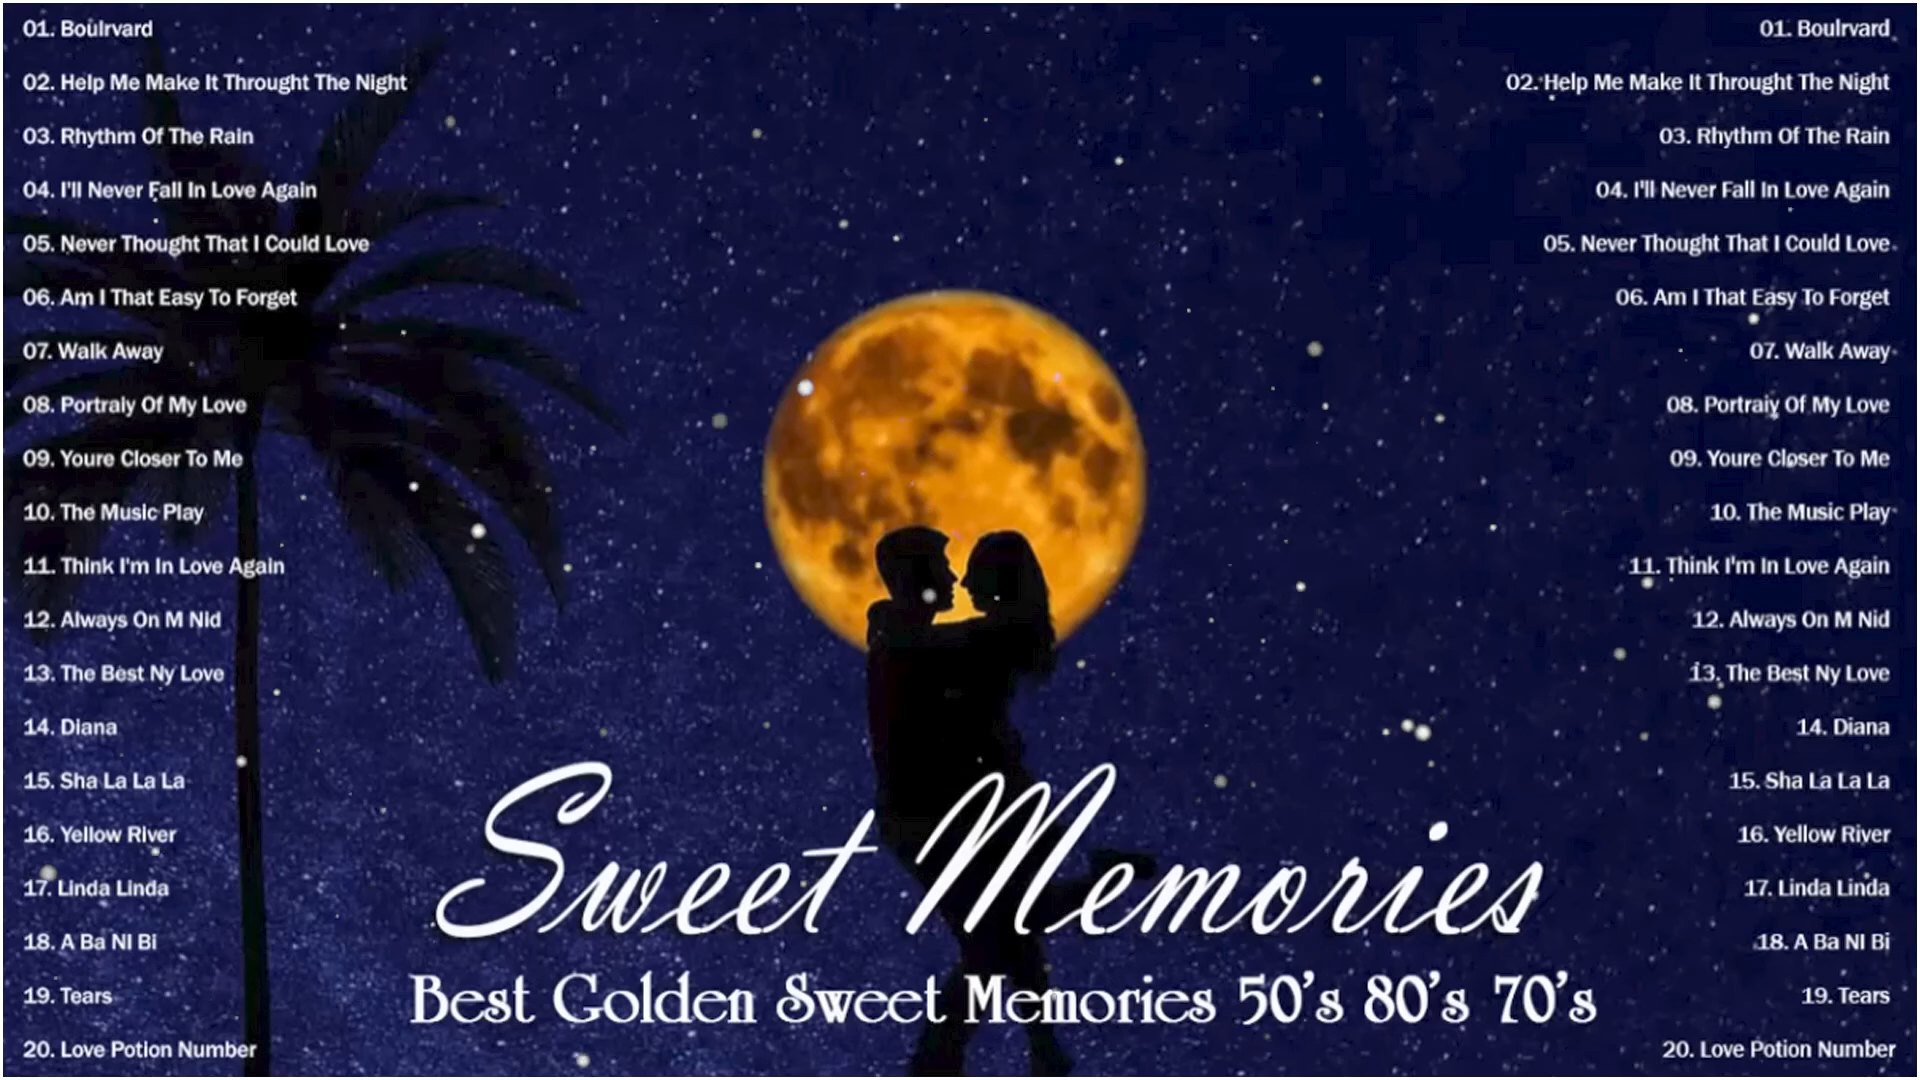 01. Boulrvard
02. Help Me Make It Throught The Night
03. Rhythm Of The Rain
04. I'll Never Fall In Love Again
05. Never Thought That I Could Love
06. Am I That Easy To Forget
07. Walk Away
08. Portraiy Of My Love
09. Youre Closer To Me
10. The Music Play
11. Think I'm In Love Again
12. Always On M Nid
13. The Best Ny Love
14. Diana
15. Sha La La La
16. Yellow River
17. Linda Linda
18. A Ba NI Bi
19. Tears
20. Love Potion Number
01. Boulrvard
02. Help Me Make It Throught The Night
03. Rhythm Of The Rain
04. I'll Never Fall In Love Again
05. Never Thought That I Could Love
06. Am I That Easy To Forget
07. Walk Away
08. Portraiy Of My Love
09. Youre Closer To Me
10. The Music Play
11. Think I'm In Love Again
12. Always On M Nid
13. The Best Ny Love
14. Diana
15. Sha La La La
16. Yellow River
17. Linda Linda
18. A Ba NI Bi
19. Tears
20. Love Potion Number
Sweet Memories
Best Golden Sweet Memories 50's 80's 70's